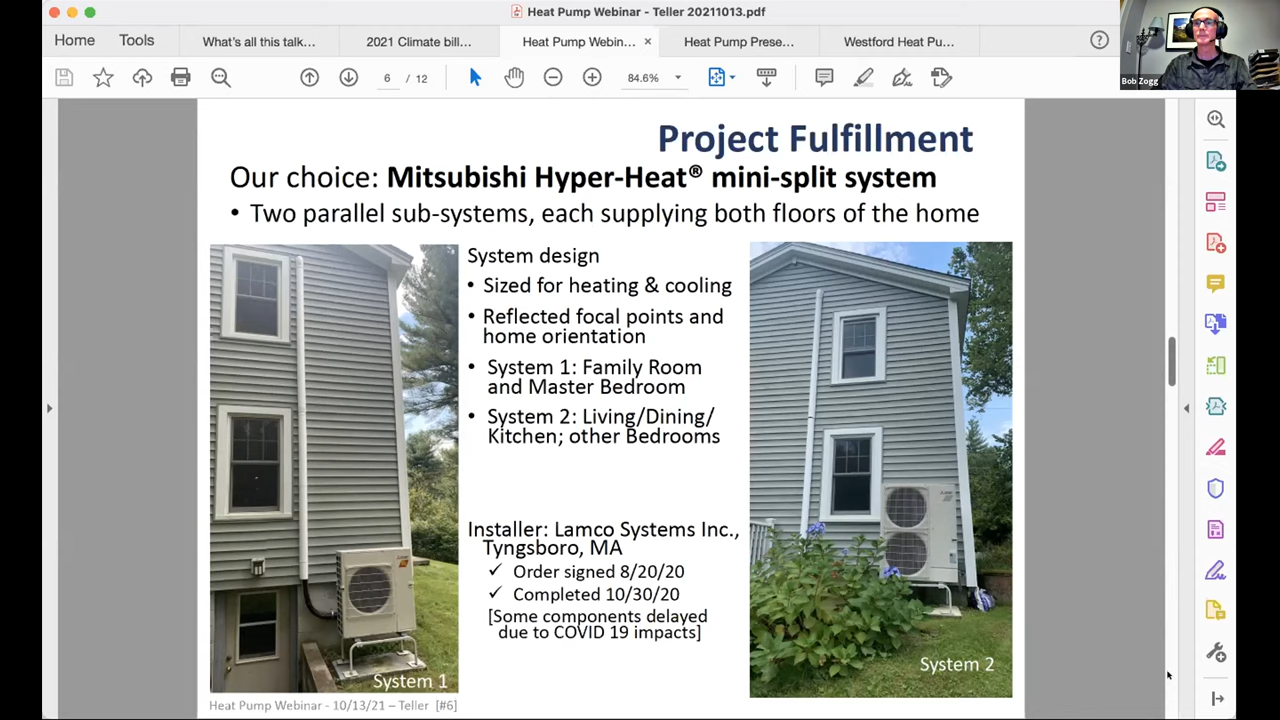 Heat Pump Webinar - Teller 20211013.pdf
Home
Tools
What's all this talk...
2021 Climate bill...
Heat Pump Webin...
Heat Pump Prese...
Westford Heat Pu...
6 / 12
84.6%
Bob Zogg
Project Fulfillment
Our choice: Mitsubishi Hyper-Heat® mini-split system
• Two parallel sub-systems, each supplying both floors of the home
System design
• Sized for heating & cooling
• Reflected focal points and
home orientation
• System 1: Family Room
and Master Bedroom
• System 2: Living/Dining/
Kitchen; other Bedrooms
Installer: Lamco Systems Inc.,
Tyngsboro, MA
✓ Order signed 8/20/20
✓ Completed 10/30/20
[Some components delayed
due to COVID 19 impacts]
System 1
System 2
Heat Pump Webinar - 10/13/21 – Teller [#6]